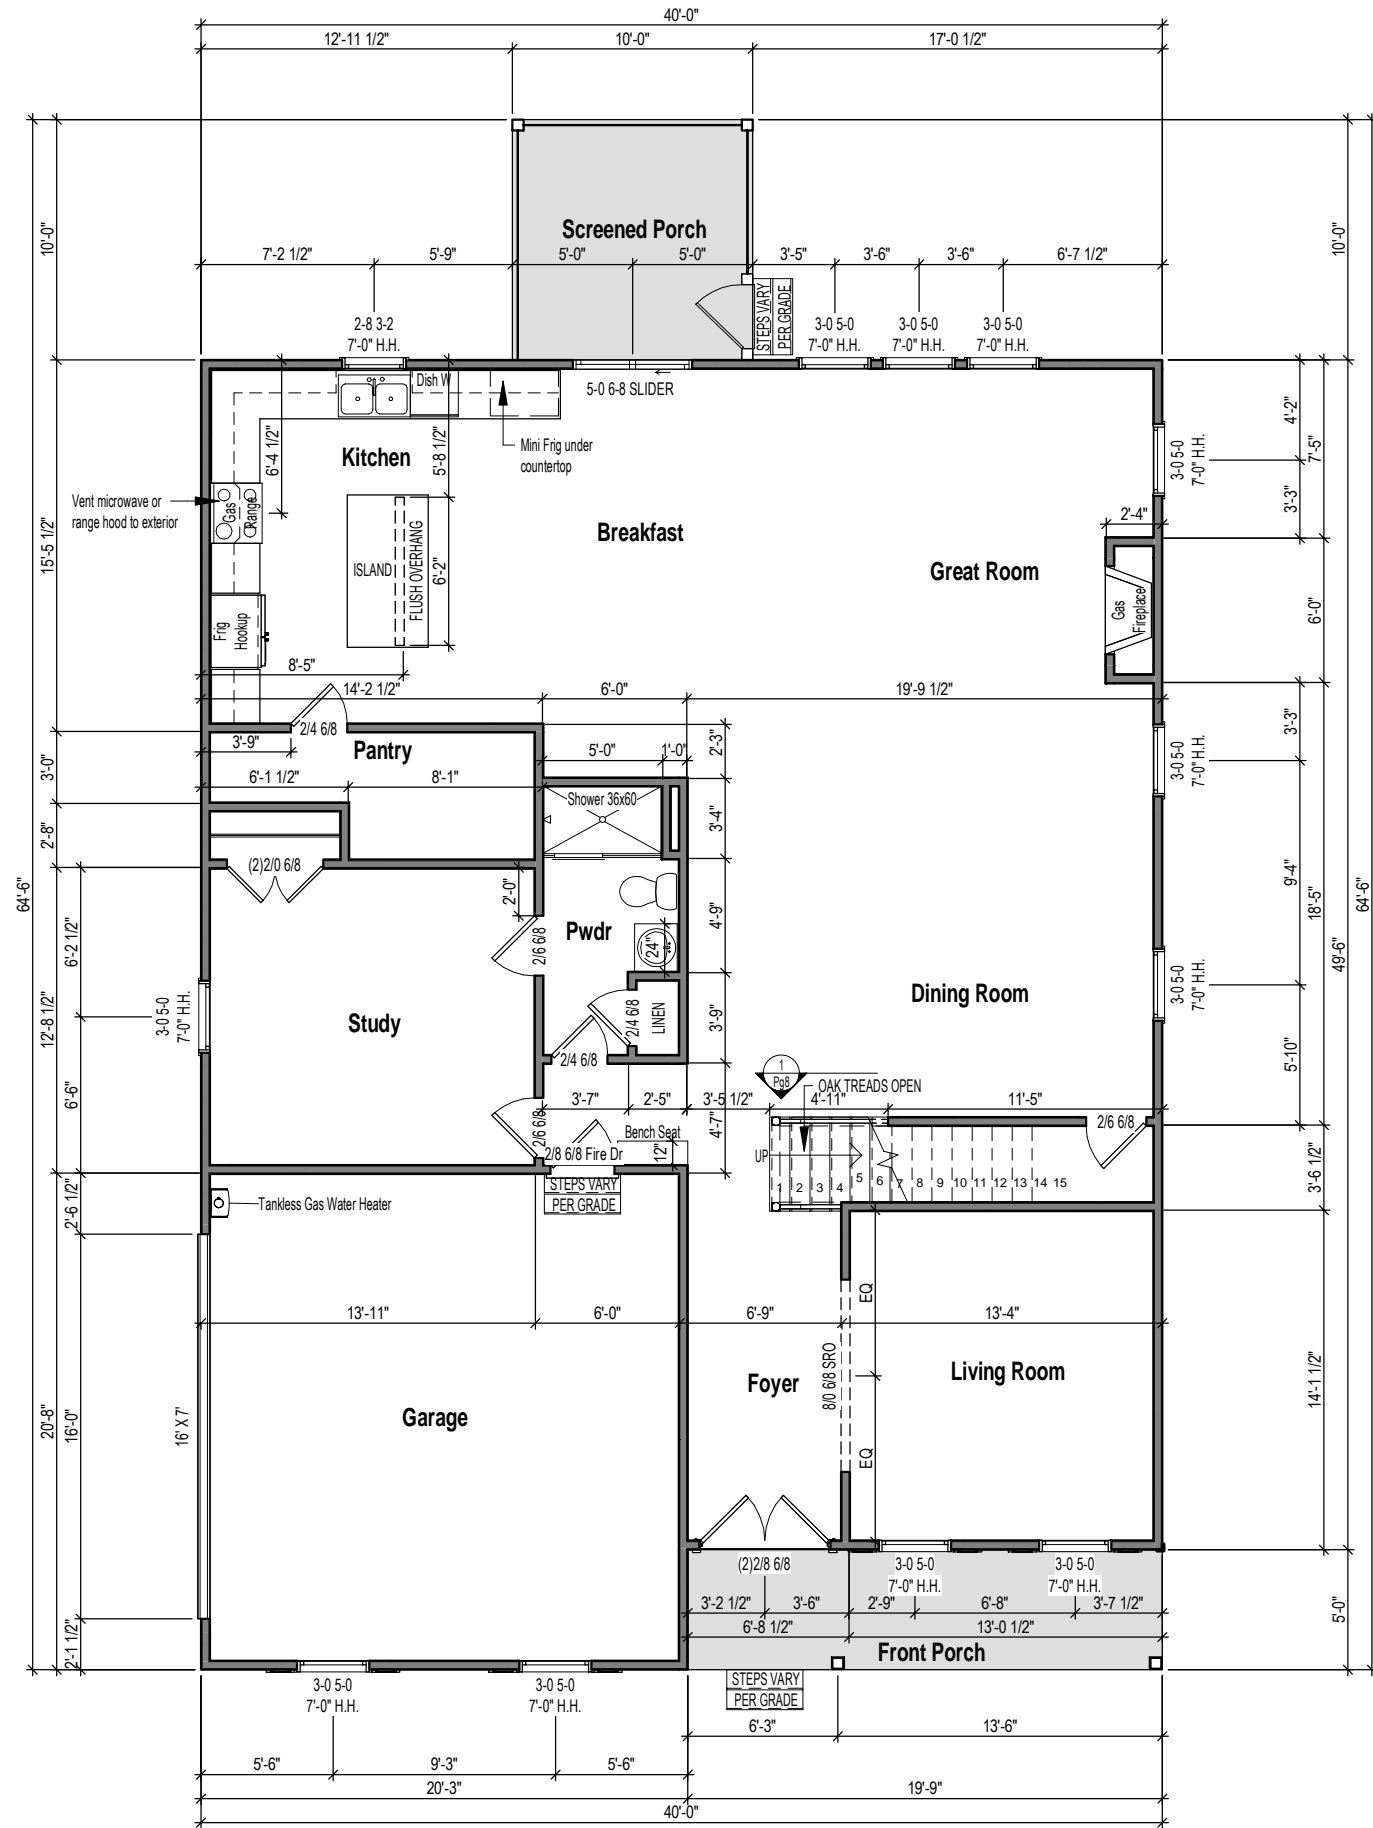 40'-0"
12'-11 1/2"
10'-0"
17'-0 1/2"
10'-0"
10'-0"
Screened Porch
7'-2 1/2"
5'-9"
5'-0"
5'-0"
3'-5"
3'-6"
3'-6"
6'-7 1/2"
STEPS VARY
PER GRADE
2-8 3-2
7'-0" H.H.
3-0 5-0
7'-0" H.H.
3-0 5-0
7'-0" H.H.
3-0 5-0
7'-0" H.H.
Dish W
5-0 6-8 SLIDER
4'-2"
7'-5"
6'-4 1/2"
Kitchen
5'-8 1/2"
Mini Frig under
countertop
3-0 5-0
7'-0" H.H.
3'-3"
Vent microwave or
range hood to exterior
Gas
Range
2'-4"
15'-5 1/2"
Breakfast
ISLAND
FLUSH OVERHANG
6'-2"
Great Room
Gas
Fireplace
6'-0"
Frig
Hookup
8'-5"
14'-2 1/2"
6'-0"
19'-9 1/2"
3'-3"
2/4 6/8
3'-9"
Pantry
2'-3"
5'-0"
1'-0"
3-0 5-0
7'-0" H.H.
3'-0"
6'-1 1/2"
8'-1"
Shower 36x60
3'-4"
2'-8"
(2)2/0 6/8
2'-0"
64'-6"
9'-4"
18'-5"
64'-6"
49'-6"
6'-2 1/2"
2/6 6/8
Pwdr
24"
4'-9"
3-0 5-0
7'-0" H.H.
Dining Room
12'-8 1/2"
3-0 5-0
7'-0" H.H.
Study
2/4 6/8
LINEN
3'-9"
2/4 6/8
5'-10"
6'-6"
1
Pg8
OAK TREADS OPEN
3'-7"
2'-5"
3'-5 1/2"
4'-11"
11'-5"
2/6 6/8
4'-7"
2/6 6/8
Bench Seat
12"
2/8 6/8 Fire Dr
UP
1 2 3 4 5 6 7 8 9 10 11 12 13 14 15
3'-6 1/2"
STEPS VARY
PER GRADE
2'-6 1/2"
Tankless Gas Water Heater
EQ
13'-11"
6'-0"
6'-9"
13'-4"
8/0 6/8 SRO
Foyer
Living Room
14'-1 1/2"
20'-8"
16'-0"
16' X 7'
Garage
EQ
(2)2/8 6/8
3-0 5-0
7'-0" H.H.
3-0 5-0
7'-0" H.H.
3'-2 1/2"
3'-6"
2'-9"
6'-8"
3'-7 1/2"
5'-0"
6'-8 1/2"
13'-0 1/2"
2'-1 1/2"
Front Porch
STEPS VARY
PER GRADE
3-0 5-0
7'-0" H.H.
3-0 5-0
7'-0" H.H.
6'-3"
13'-6"
5'-6"
9'-3"
5'-6"
20'-3"
19'-9"
40'-0"